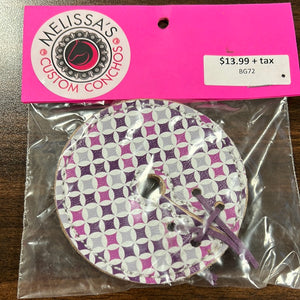 MELISSA'S
CUSTOM CONCHOS
$13.99 + tax
BG72